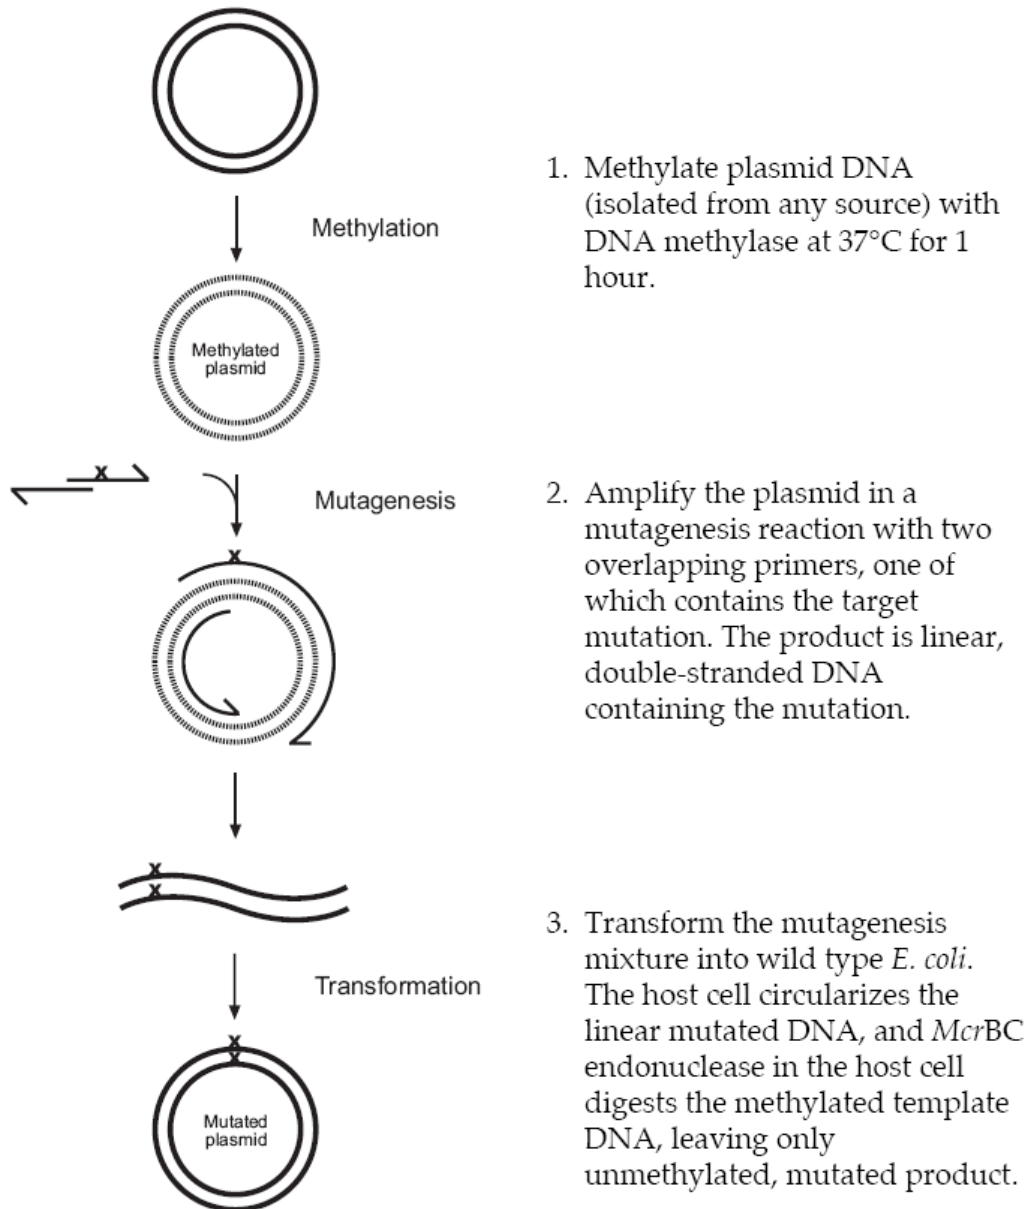 1. Methylate plasmid DNA
(isolated from any source) with
DNA methylase at 37°C for 1
hour.
Methylation
Methylated
plasmid
x
Mutagenesis
2. Amplify the plasmid in a
mutagenesis reaction with two
overlapping primers, one of
which contains the target
mutation. The product is linear,
double-stranded DNA
containing the mutation.
x
x
x
3. Transform the mutagenesis
mixture into wild type E. coli.
The host cell circularizes the
linear mutated DNA, and McrBC
endonuclease in the host cell
digests the methylated template
DNA, leaving only
unmethylated, mutated product.
Transformation
x
x
Mutated
plasmid